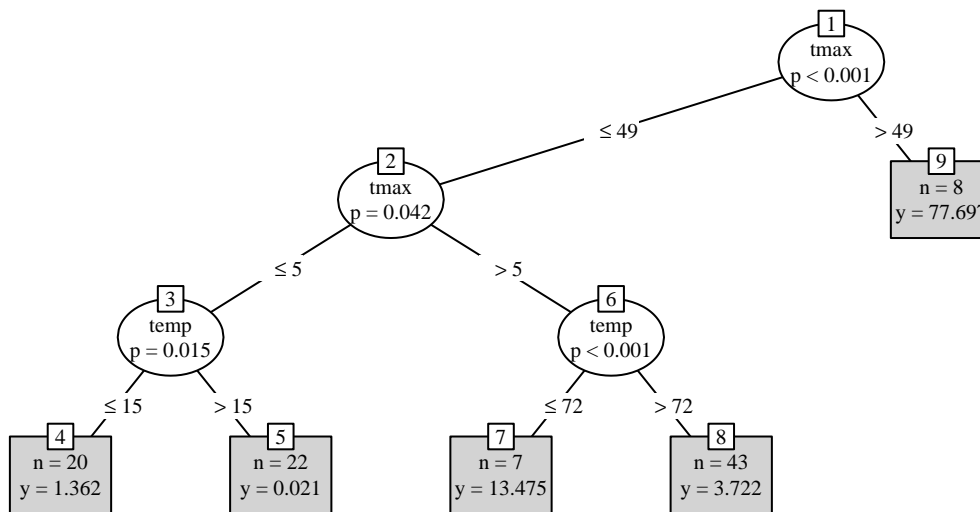 1
tmax
p < 0.001
≤ 49
> 49
2
tmax
p = 0.042
9
n = 8
y = 77.697
≤ 5
> 5
3
temp
p = 0.015
6
temp
p < 0.001
≤ 15
> 15
≤ 72
> 72
4
n = 20
y = 1.362
5
n = 22
y = 0.021
7
n = 7
y = 13.475
8
n = 43
y = 3.722